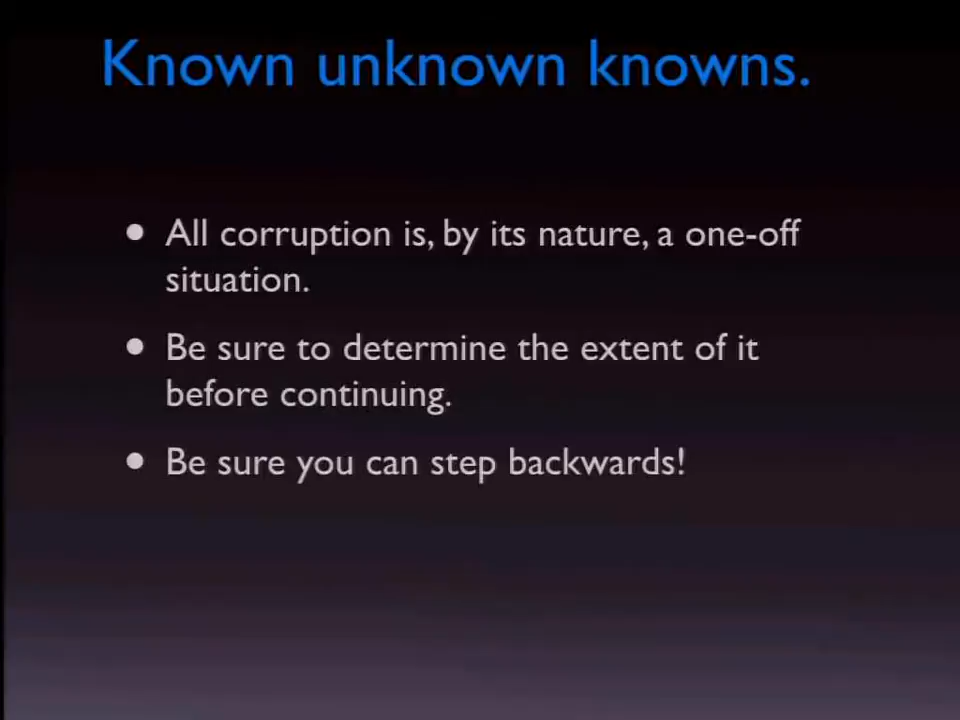 Known unknown knowns.
• All corruption is, by its nature, a one-off
situation.
• Be sure to determine the extent of it
before continuing.
• Be sure you can step backwards!